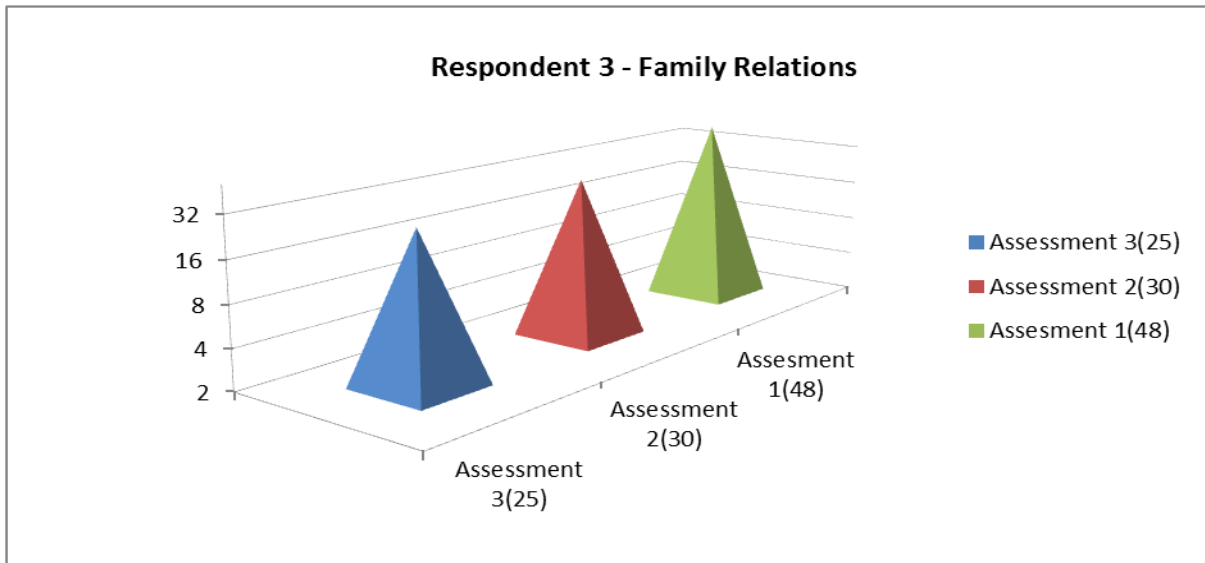 Respondent 3 - Family Relations
32
16
8
4
2
Assessment
3(25)
Assessment
2(30)
Assesment
1(48)
Assessment 3(25)
Assessment 2(30)
Assesment 1(48)